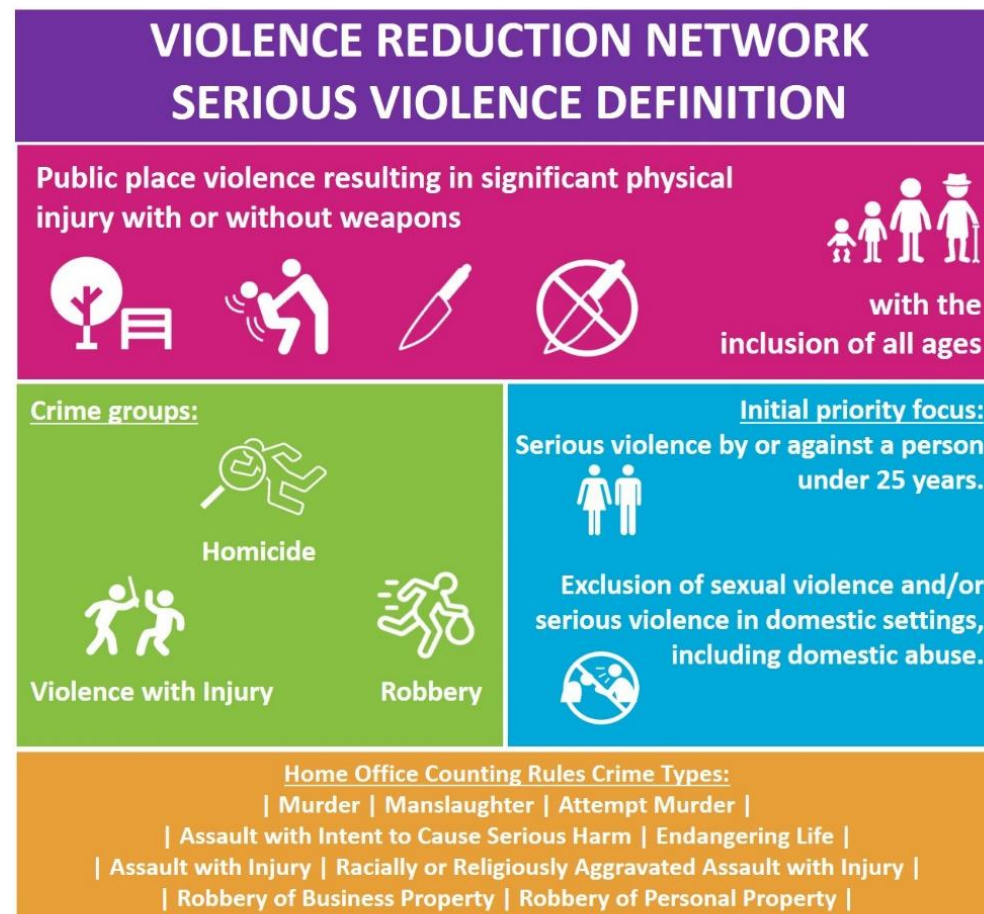 VIOLENCE REDUCTION NETWORK
SERIOUS VIOLENCE DEFINITION
Public place violence resulting in significant physical
injury with or without weapons
with the
inclusion of all ages
Crime groups:
Homicide
Violence with Injury
Robbery
Initial priority focus:
Serious violence by or against a person
under 25 years.
Exclusion of sexual violence and/or
serious violence in domestic settings,
including domestic abuse.
Home Office Counting Rules Crime Types:
| Murder | Manslaughter | Attempt Murder |
| Assault with Intent to Cause Serious Harm | Endangering Life |
| Assault with Injury | Racially or Religiously Aggravated Assault with Injury |
| Robbery of Business Property | Robbery of Personal Property |